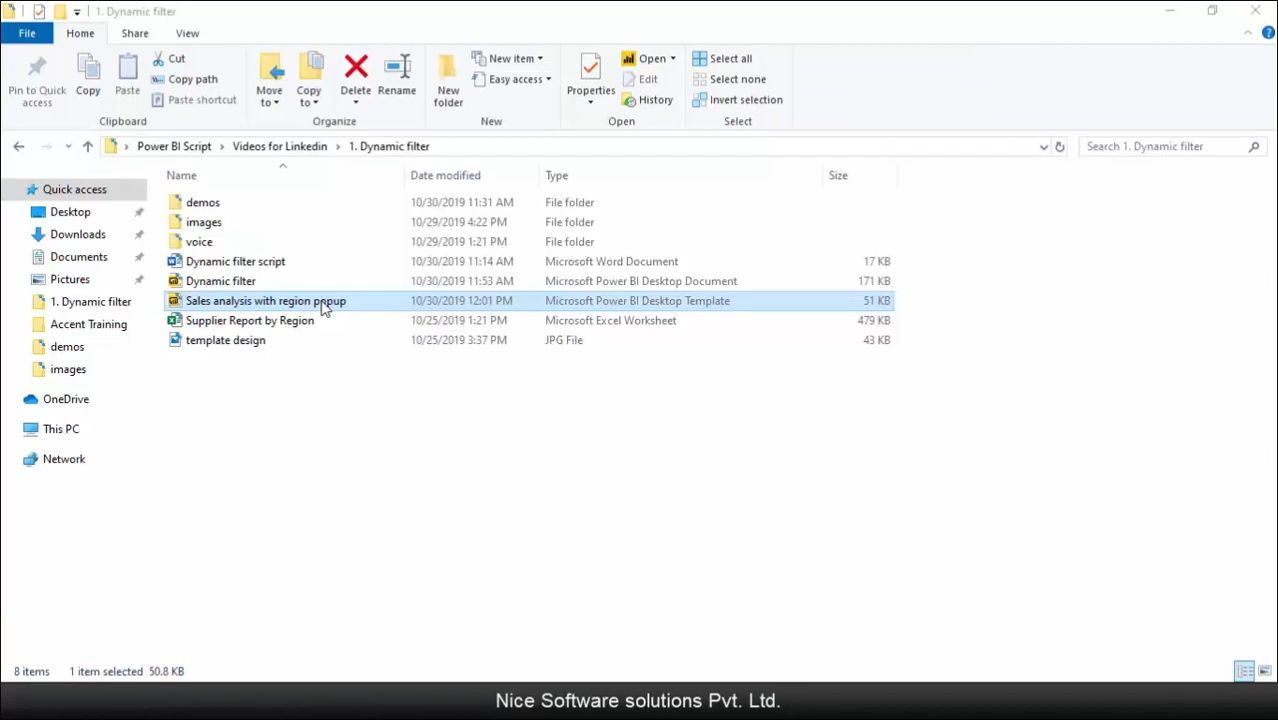 1. Dynamic filter
File
Home
Share
View
Pin to Quick access
Copy
Paste
Cut
Copy path
Paste shortcut
Clipboard
Move to
Copy to
Delete
Rename
Organize
New folder
New item
Easy access
New
Properties
Open
Edit
History
Open
Select all
Select none
Invert selection
Select
Power BI Script
Videos for Linkedin
1. Dynamic filter
Search 1. Dynamic filter
Name Date modified Type Size
Quick access
Desktop
Downloads
Documents
Pictures
1. Dynamic filter
Accent Training
demos
images
OneDrive
This PC
Network
demos 10/30/2019 11:31 AM File folder
images 10/29/2019 4:22 PM File folder
voice 10/29/2019 1:21 PM File folder
Dynamic filter script 10/30/2019 11:14 AM Microsoft Word Document 17 KB
Dynamic filter 10/30/2019 11:53 AM Microsoft Power BI Desktop Document 171 KB
Sales analysis with region popup 10/30/2019 12:01 PM Microsoft Power BI Desktop Template 51 KB
Supplier Report by Region 10/25/2019 1:21 PM Microsoft Excel Worksheet 479 KB
template design 10/25/2019 3:37 PM JPG File 43 KB
8 items 1 item selected 50.8 KB
Nice Software solutions Pvt. Ltd.